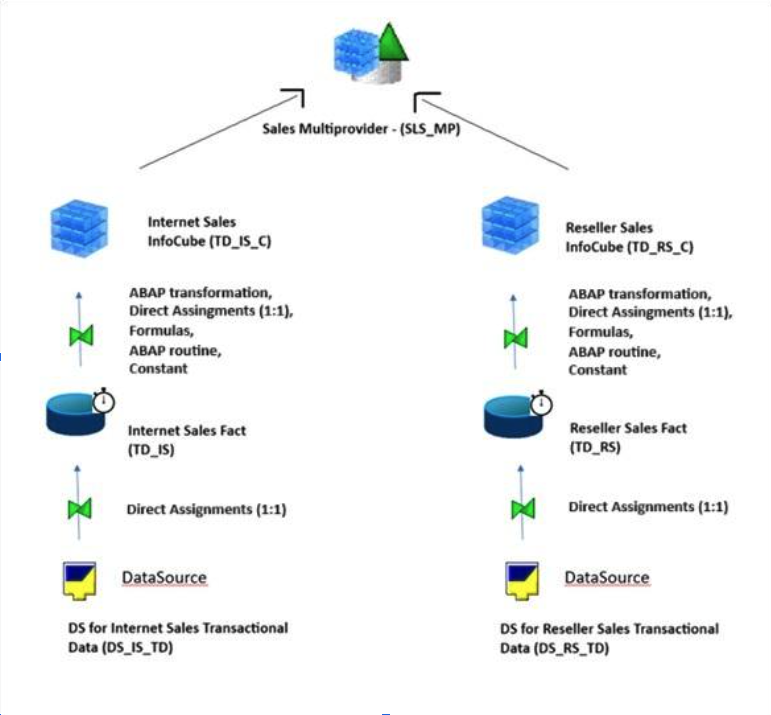 Sales Multiprovider - (SLS_MP)
Internet Sales
InfoCube (TD_IS_C)
Reseller Sales
InfoCube (TD_RS_C)
ABAP transformation,
Direct Assingments (1:1),
Formulas,
ABAP routine,
Constant
ABAP transformation,
Direct Assingments (1:1),
Formulas,
ABAP routine,
Constant
Internet Sales Fact
(TD_IS)
Reseller Sales Fact
(TD_RS)
Direct Assignments (1:1)
Direct Assignments (1:1)
DataSource
DataSource
DS for Internet Sales Transactional
Data (DS_IS_TD)
DS for Reseller Sales Transactional
Data (DS_RS_TD)